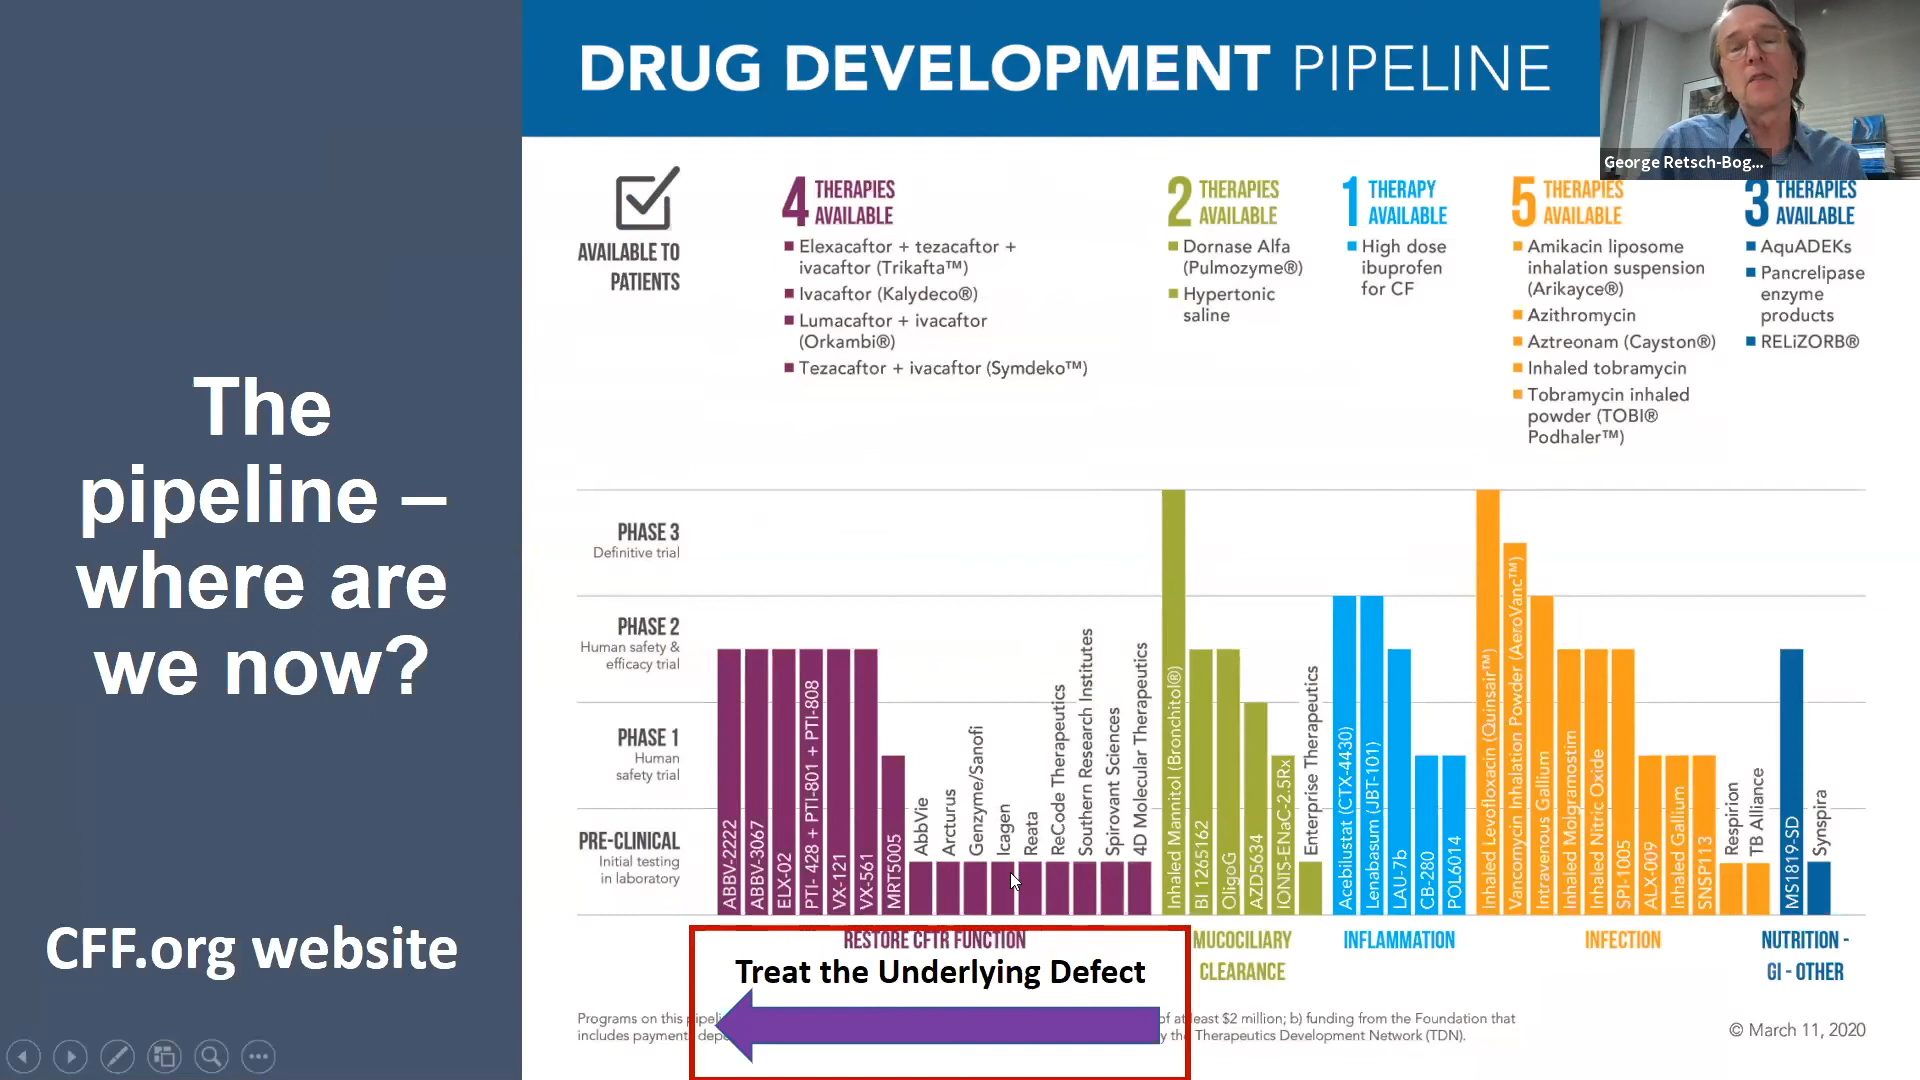 The
pipeline –
where are
we now?
CFF.org website
DRUG DEVELOPMENT PIPELINE
George Retsch-Bog...
AVAILABLE TO
PATIENTS
4 THERAPIES
AVAILABLE
Elexacaftor + tezacaftor +
ivacaftor (Trikafta™)
Ivacaftor (Kalydeco®)
Lumacaftor + ivacaftor
(Orkambi®)
Tezacaftor + ivacaftor (Symdeko™)
2 THERAPIES
AVAILABLE
Dornase Alfa
(Pulmozyme®)
Hypertonic
saline
1 THERAPY
AVAILABLE
High dose
ibuprofen
for CF
5 THERAPIES
AVAILABLE
Amikacin liposome
inhalation suspension
(Arikayce®)
Azithromycin
Aztreonam (Cayston®)
Inhaled tobramycin
Tobramycin inhaled
powder (TOBI®
Podhaler™)
3 THERAPIES
AVAILABLE
AquADEKs
Pancrelipase
enzyme
products
RELiZORB®
PHASE 3
Definitive trial
PHASE 2
Human safety &
efficacy trial
PHASE 1
Human
safety trial
PRE-CLINICAL
Initial testing
in laboratory
ABBV-2222
ABBV-3067
ELX-02
PTI- 428 + PTI-801 + PTI-808
VX-121
VX-561
MRT5005
AbbVie
Arcturus
Genzyme/Sanofi
Icagen
Reata
ReCode Therapeutics
Southern Research Institutes
Spirovant Sciences
4D Molecular Therapeutics
Inhaled Mannitol (Bronchitol®)
BI 1265162
OligoG
AZD5634
IONIS-ENaC-2.5Rx
Enterprise Therapeutics
Acebilustat (CTX-4430)
Lenabasum (JBT-101)
LAU-7b
CB-280
POL6014
Inhaled Levofloxacin (Quinsair™)
Vancomycin Inhalation Powder (AeroVanc™)
Intravenous Gallium
Inhaled Molgramostim
Inhaled Nitric Oxide
SPI-1005
ALX-009
Inhaled Gallium
SNSP113
Respirion
TB Alliance
MS1819-SD
Synspira
RESTORE CFTR FUNCTION
MUCOCILIARY
CLEARANCE
INFLAMMATION
INFECTION
NUTRITION -
GI - OTHER
Treat the Underlying Defect
Programs on this of at least $2 million; b) funding from the Foundation that
includes the Therapeutics Development Network (TDN).
© March 11, 2020